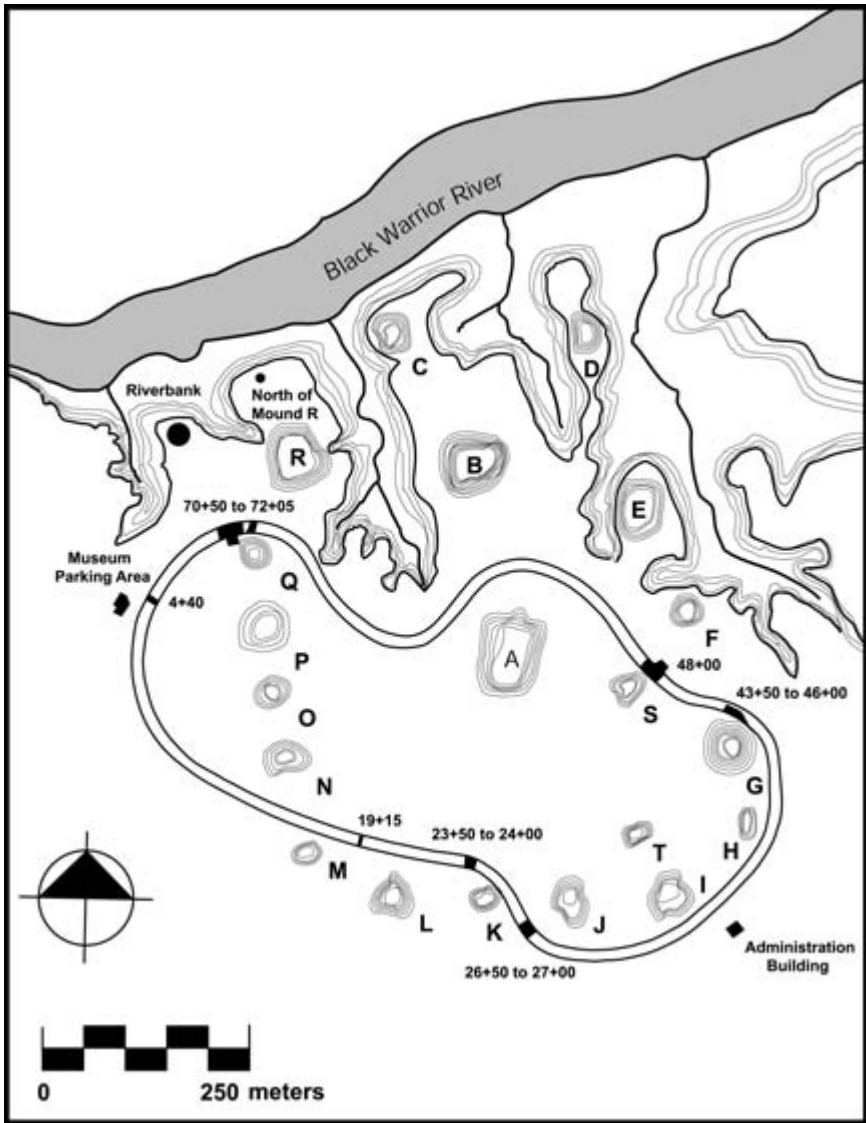 Black Warrior River
C
D
Riverbank
North of
Mound R
R
B
E
70+50 to 72+05
Museum
Parking Area
4+40
Q
F
P
A
48+00
43+50 to 46+00
O
S
N
G
19+15
23+50 to 24+00
M
T
H
L
K
J
I
26+50 to 27+00
Administration
Building
0
250 meters